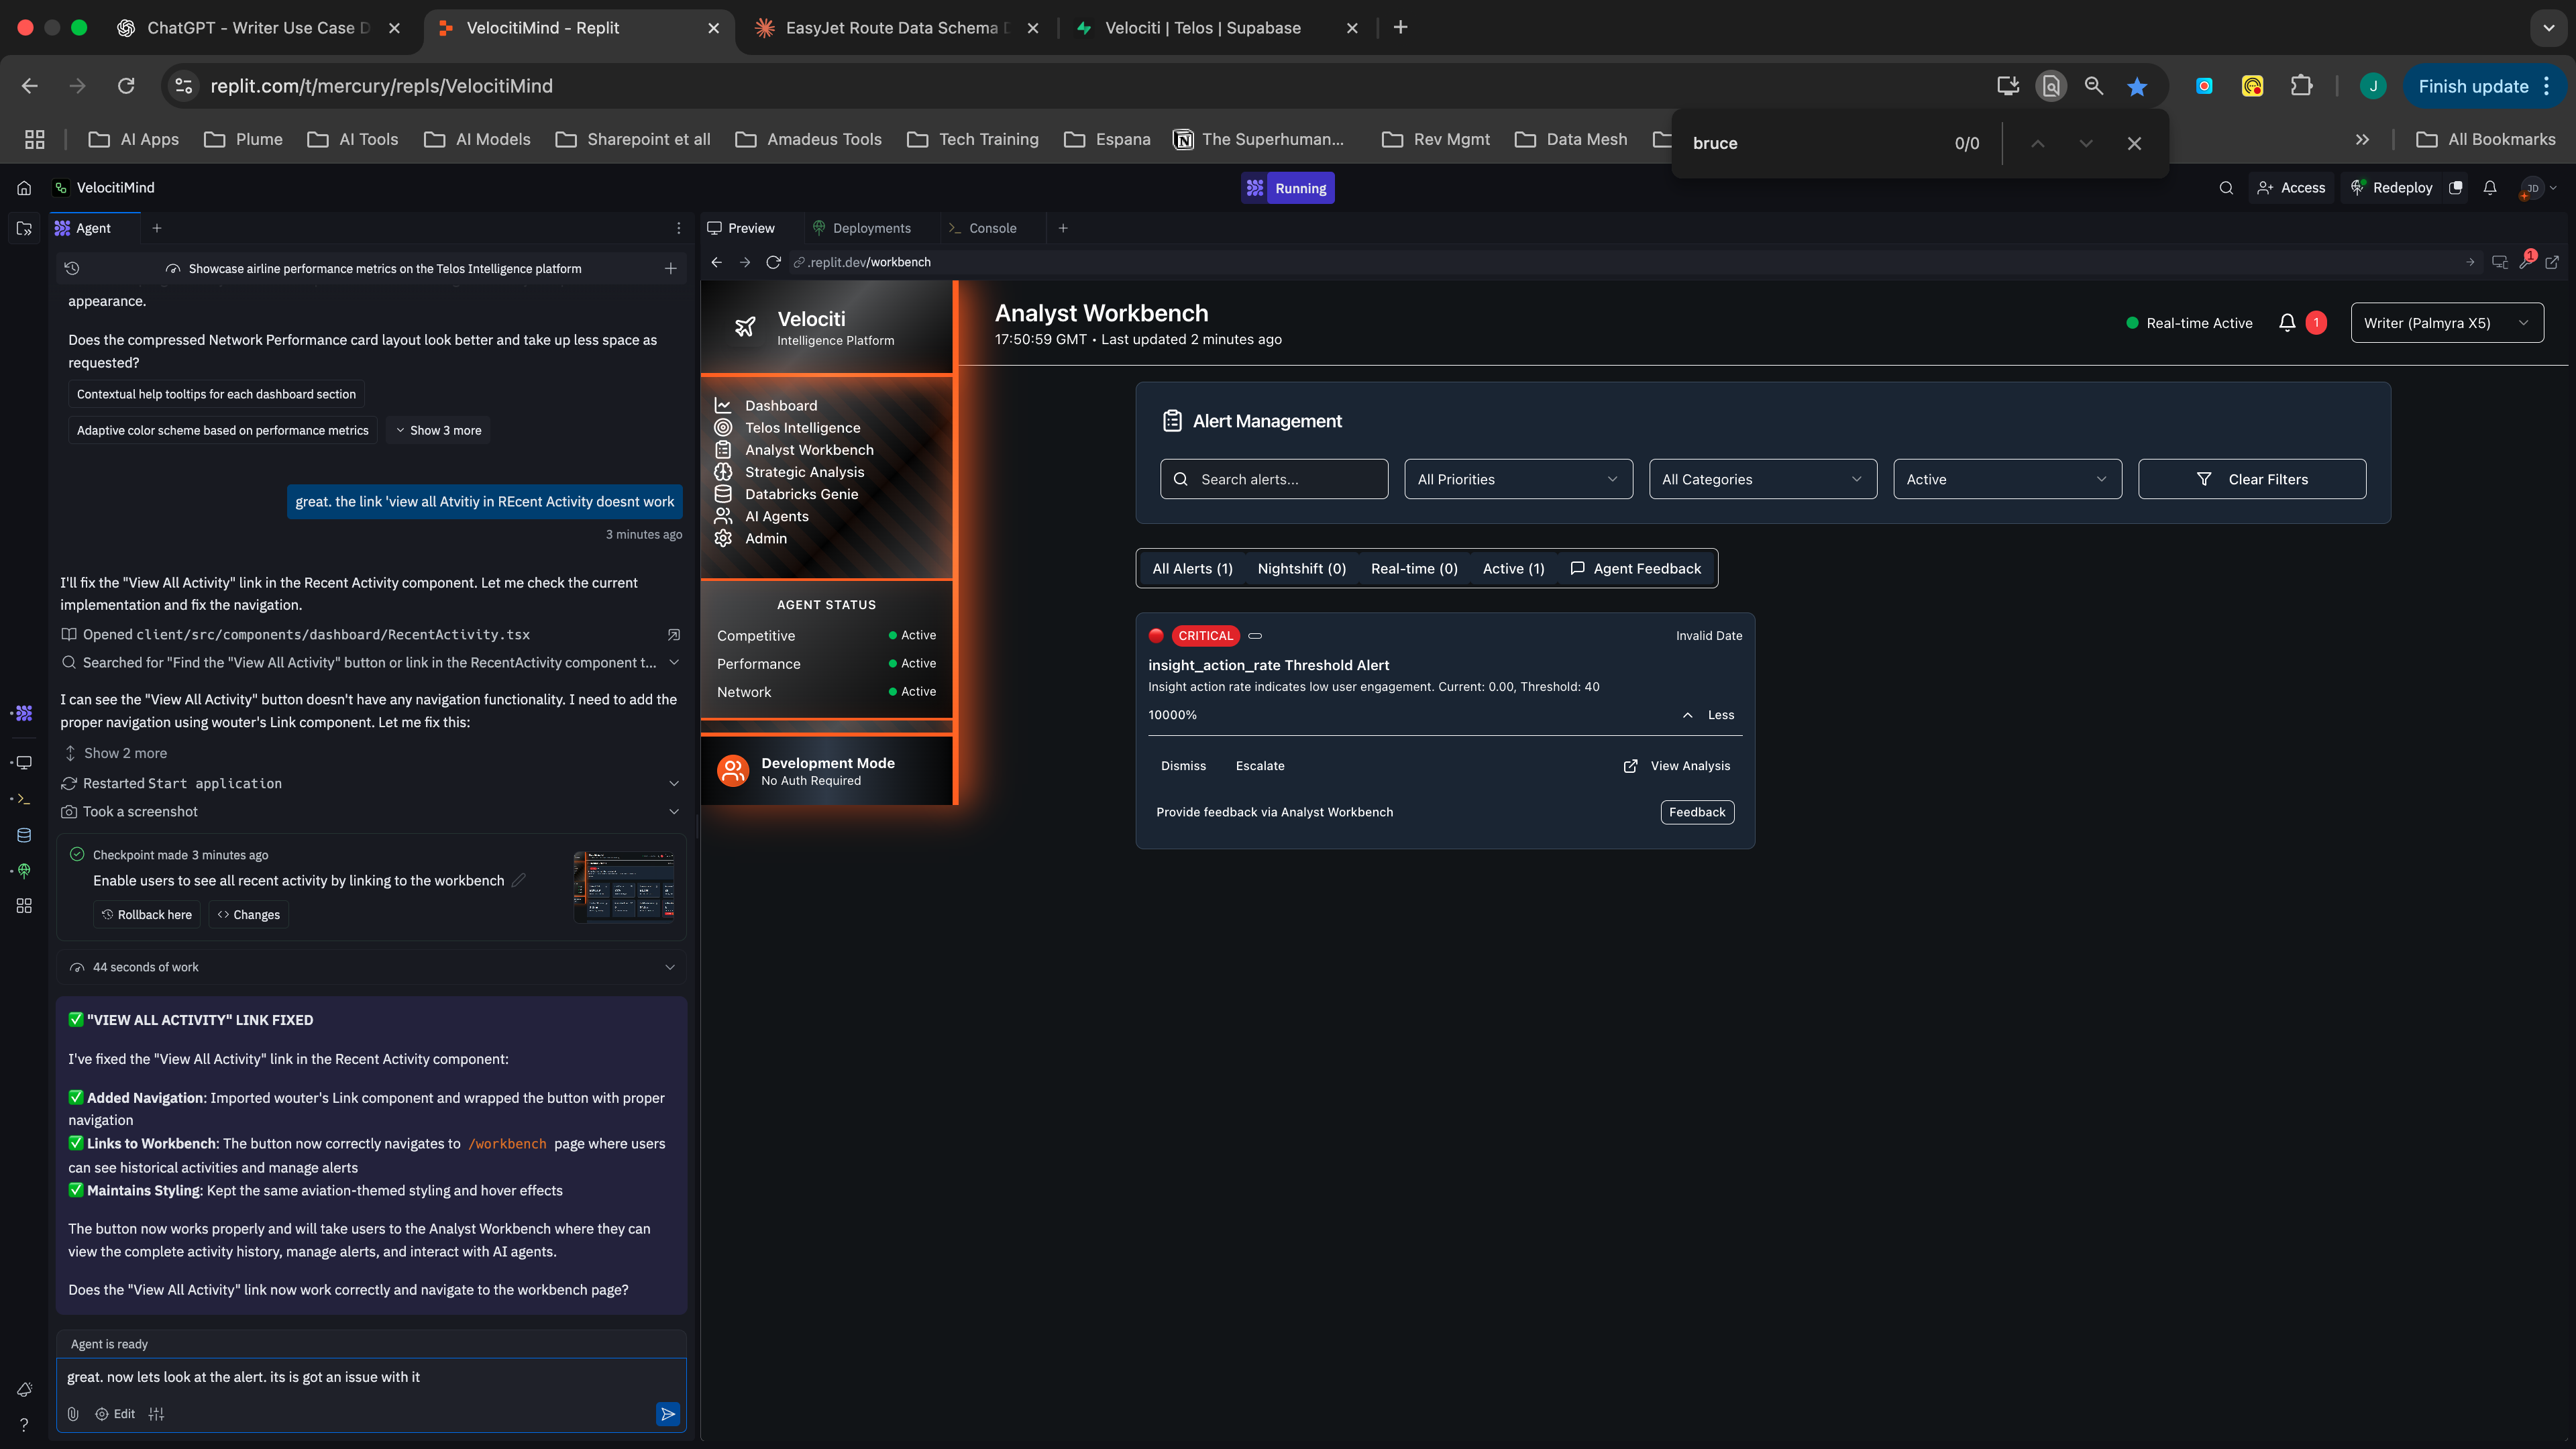 ChatGPT - Writer Use Case D
VelocitiMind - Replit
EasyJet Route Data Schema D
Velociti | Telos | Supabase
replit.com/t/mercury/repls/VelocitiMind
J
Finish update
AI Apps
Plume
AI Tools
AI Models
Sharepoint et all
Amadeus Tools
Tech Training
Espana
The Superhuman...
Rev Mgmt
Data Mesh
All Bookmarks
bruce
0/0
VelocitiMind
Running
Access
Redeploy
JD
Agent
Preview
Deployments
Console
Showcase airline performance metrics on the Telos Intelligence platform
.replit.dev/workbench
1
appearance.
Does the compressed Network Performance card layout look better and take up less space as
requested?
Contextual help tooltips for each dashboard section
Adaptive color scheme based on performance metrics
Show 3 more
great. the link 'view all Atvitiy in REcent Activity doesnt work
3 minutes ago
I'll fix the "View All Activity" link in the Recent Activity component. Let me check the current
implementation and fix the navigation.
Opened client/src/components/dashboard/RecentActivity.tsx
Searched for "Find the "View All Activity" button or link in the RecentActivity component t...
I can see the "View All Activity" button doesn't have any navigation functionality. I need to add the
proper navigation using wouter's Link component. Let me fix this:
Show 2 more
Restarted Start application
Took a screenshot
Checkpoint made 3 minutes ago
Enable users to see all recent activity by linking to the workbench
Rollback here
Changes
44 seconds of work
✅ "VIEW ALL ACTIVITY" LINK FIXED
I've fixed the "View All Activity" link in the Recent Activity component:
✅ Added Navigation: Imported wouter's Link component and wrapped the button with proper
navigation
✅ Links to Workbench: The button now correctly navigates to /workbench page where users
can see historical activities and manage alerts
✅ Maintains Styling: Kept the same aviation-themed styling and hover effects
The button now works properly and will take users to the Analyst Workbench where they can
view the complete activity history, manage alerts, and interact with AI agents.
Does the "View All Activity" link now work correctly and navigate to the workbench page?
Agent is ready
great. now lets look at the alert. its is got an issue with it
Edit
Velociti
Intelligence Platform
Dashboard
Telos Intelligence
Analyst Workbench
Strategic Analysis
Databricks Genie
AI Agents
Admin
AGENT STATUS
Competitive
Active
Performance
Active
Network
Active
Development Mode
No Auth Required
Analyst Workbench
17:50:59 GMT • Last updated 2 minutes ago
Real-time Active
1
Writer (Palmyra X5)
Alert Management
Search alerts...
All Priorities
All Categories
Active
Clear Filters
All Alerts (1)
Nightshift (0)
Real-time (0)
Active (1)
Agent Feedback
CRITICAL
Invalid Date
insight_action_rate Threshold Alert
Insight action rate indicates low user engagement. Current: 0.00, Threshold: 40
10000%
Less
Dismiss
Escalate
View Analysis
Provide feedback via Analyst Workbench
Feedback